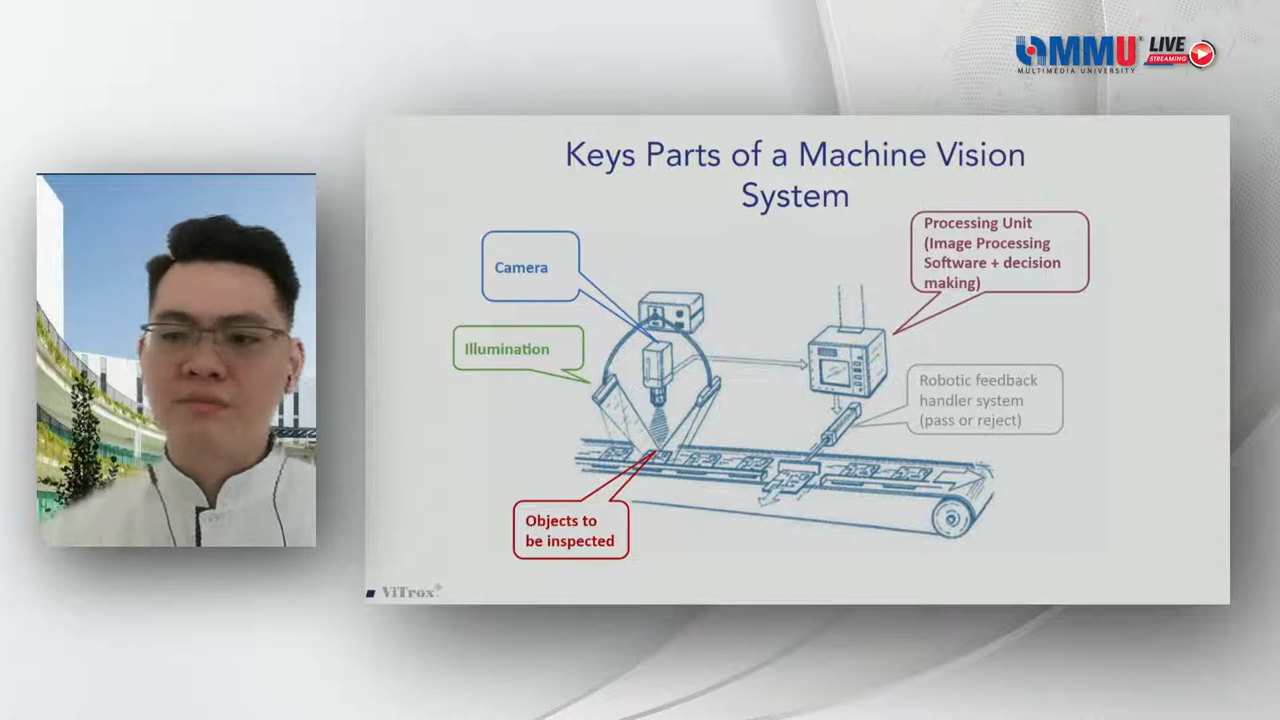 MMU
MULTIMEDIA UNIVERSITY
LIVE
STREAMING
Keys Parts of a Machine Vision
System
Processing Unit
(Image Processing
Software + decision
making)
Camera
Illumination
Robotic feedback
handler system
(pass or reject)
Objects to
be inspected
ViTrox